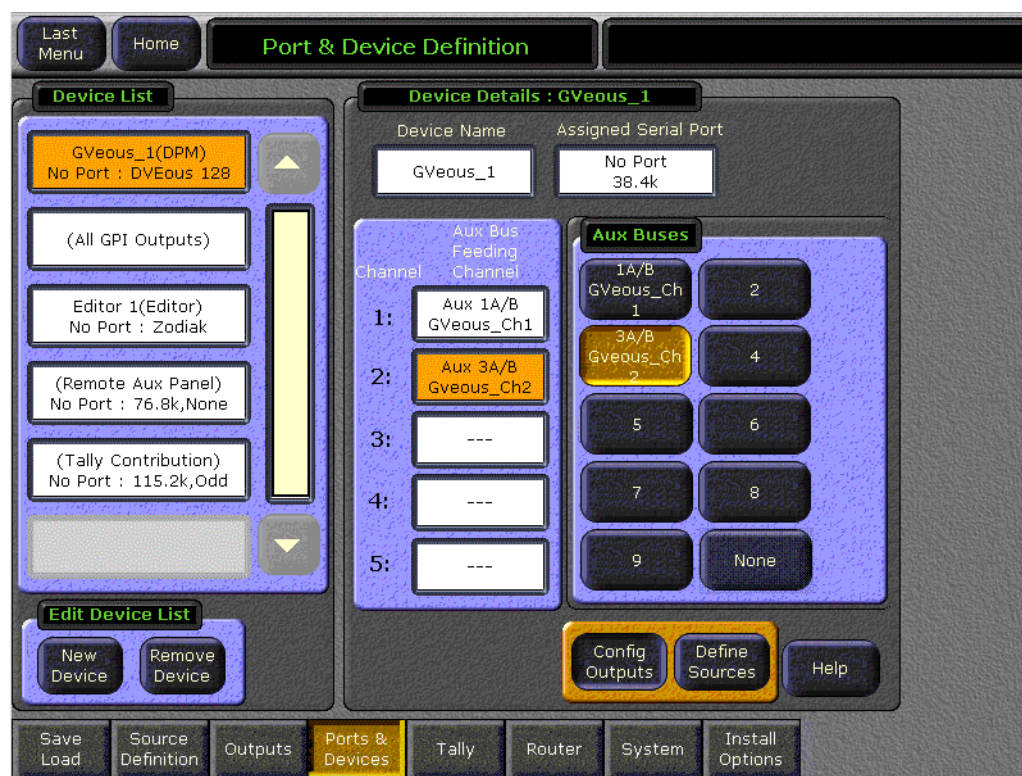 Last
Menu
Home
Port & Device Definition
Device List
GVeous_1(DPM)
No Port : DVEous 128
(All GPI Outputs)
Editor 1(Editor)
No Port : Zodiak
(Remote Aux Panel)
No Port : 76.8k,None
(Tally Contribution)
No Port : 115.2k,Odd
Edit Device List
New
Device
Remove
Device
Device Details : GVeous_1
Device Name
Assigned Serial Port
GVeous_1
No Port
38.4k
Channel
Aux Bus
Feeding
Channel
1:
Aux 1A/B
GVeous_Ch1
2:
Aux 3A/B
Gveous_Ch2
3:
---
4:
---
5:
---
Aux Buses
1A/B
GVeous_Ch
1
2
3A/B
Gveous_Ch
2
4
5
6
7
8
9
None
Config
Outputs
Define
Sources
Help
Save
Load
Source
Definition
Outputs
Ports &
Devices
Tally
Router
System
Install
Options